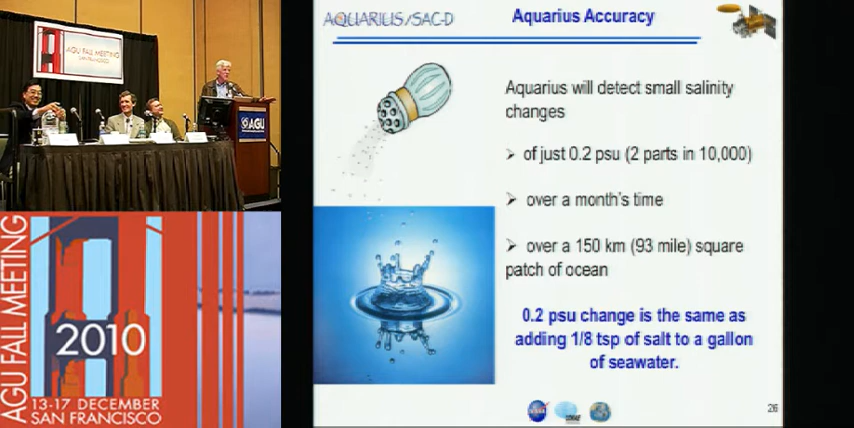 AGU FALL MEETING
SAN FRANCISCO
AGU
AGU FALL MEETING
2010
13-17 DECEMBER
SAN FRANCISCO
AQUARIUS/SAC-D
Aquarius Accuracy
Aquarius will detect small salinity
changes
➢ of just 0.2 psu (2 parts in 10,000)
➢ over a month's time
➢ over a 150 km (93 mile) square
patch of ocean
0.2 psu change is the same as
adding 1/8 tsp of salt to a gallon
of seawater.
NASA
26